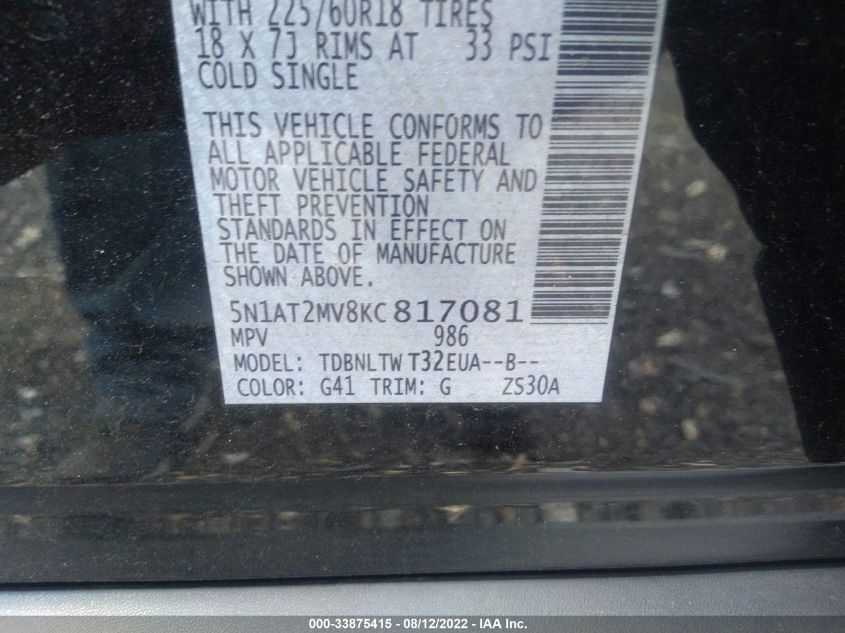 WITH 225/60R18 TIRES
18 X 7J RIMS AT 33 PSI
COLD SINGLE
THIS VEHICLE CONFORMS TO
ALL APPLICABLE FEDERAL
MOTOR VEHICLE SAFETY AND
THEFT PREVENTION
STANDARDS IN EFFECT ON
THE DATE OF MANUFACTURE
SHOWN ABOVE.
5N1AT2MV8KC817081
MPV 986
MODEL: TDBNLTW T32EUA--B--
COLOR: G41 TRIM: G ZS30A
000-33875415 - 08/12/2022 - IAA Inc.